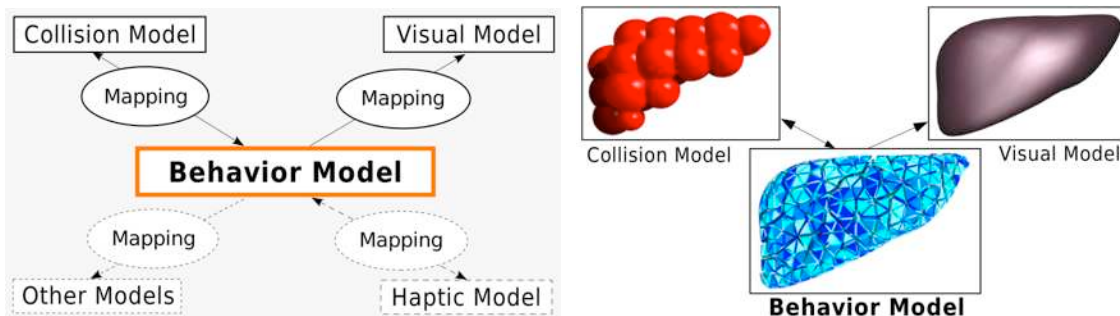 Collision Model
Visual Model
Mapping
Mapping
Behavior Model
Mapping
Mapping
Other Models
Haptic Model
Collision Model
Visual Model
Behavior Model